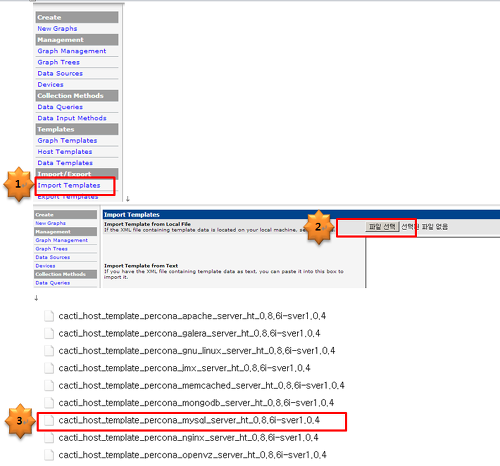 Create
New Graphs
Management
Graph Management
Graph Trees
Data Sources
Devices
Collection Methods
Data Queries
Data Input Methods
Templates
Graph Templates
Host Templates
Data Templates
Import/Export
1
Import Templates
Export Templates
↓
Create
New Graphs
Management
Graph Management
Graph Trees
Data Sources
Devices
Collection Methods
Data Queries
Import Templates
Import Template from Local File
If the XML file containing template data is located on your local machine, se
2
파일 선택 선택된 파일 없음
Import Template from Text
If you have the XML file containing template data as text, you can paste it into this box to
import it.
↓
cacti_host_template_percona_apache_server_ht_0,8,6i-sver1,0,4
cacti_host_template_percona_galera_server_ht_0,8,6i-sver1,0,4
cacti_host_template_percona_gnu_linux_server_ht_0,8,6i-sver1,0,4
cacti_host_template_percona_jmx_server_ht_0,8,6i-sver1,0,4
cacti_host_template_percona_memcached_server_ht_0,8,6i-sver1,0,4
cacti_host_template_percona_mongodb_server_ht_0,8,6i-sver1,0,4
3
cacti_host_template_percona_mysql_server_ht_0,8,6i-sver1,0,4
cacti_host_template_percona_nginx_server_ht_0,8,6i-sver1,0,4
cacti_host_template_percona_openvz_server_ht_0,8,6i-sver1,0,4